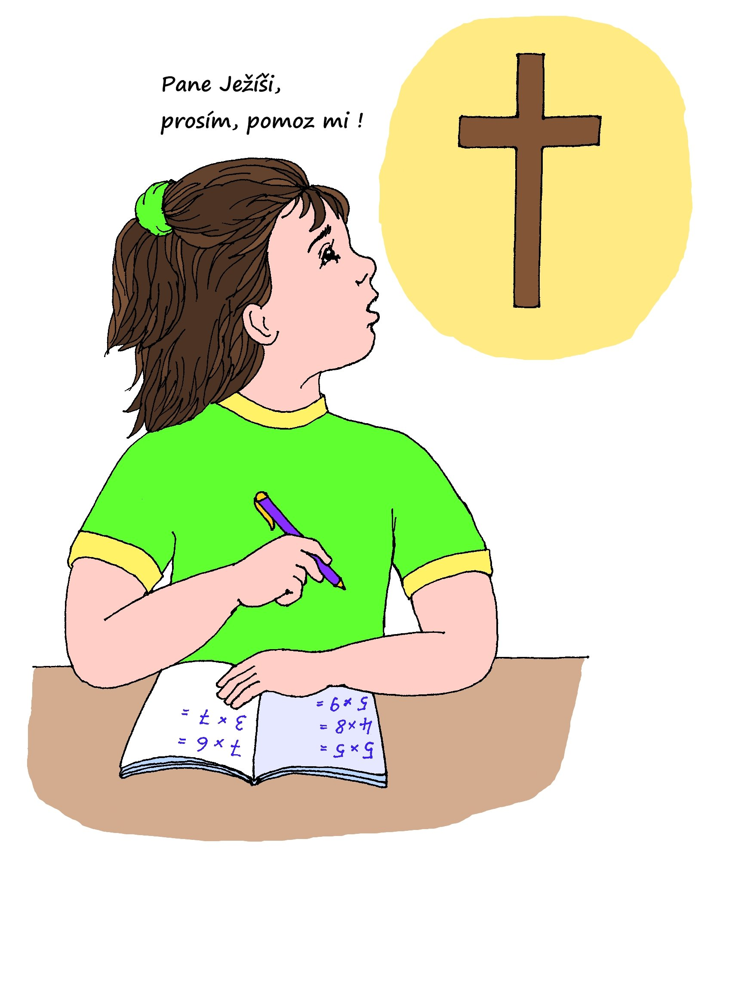 Pane Ježíši,
prosím, pomoz mi !
5 × 5 =
4 × 8 =
5 × 9 =
7 × 6 =
3 × 7 =